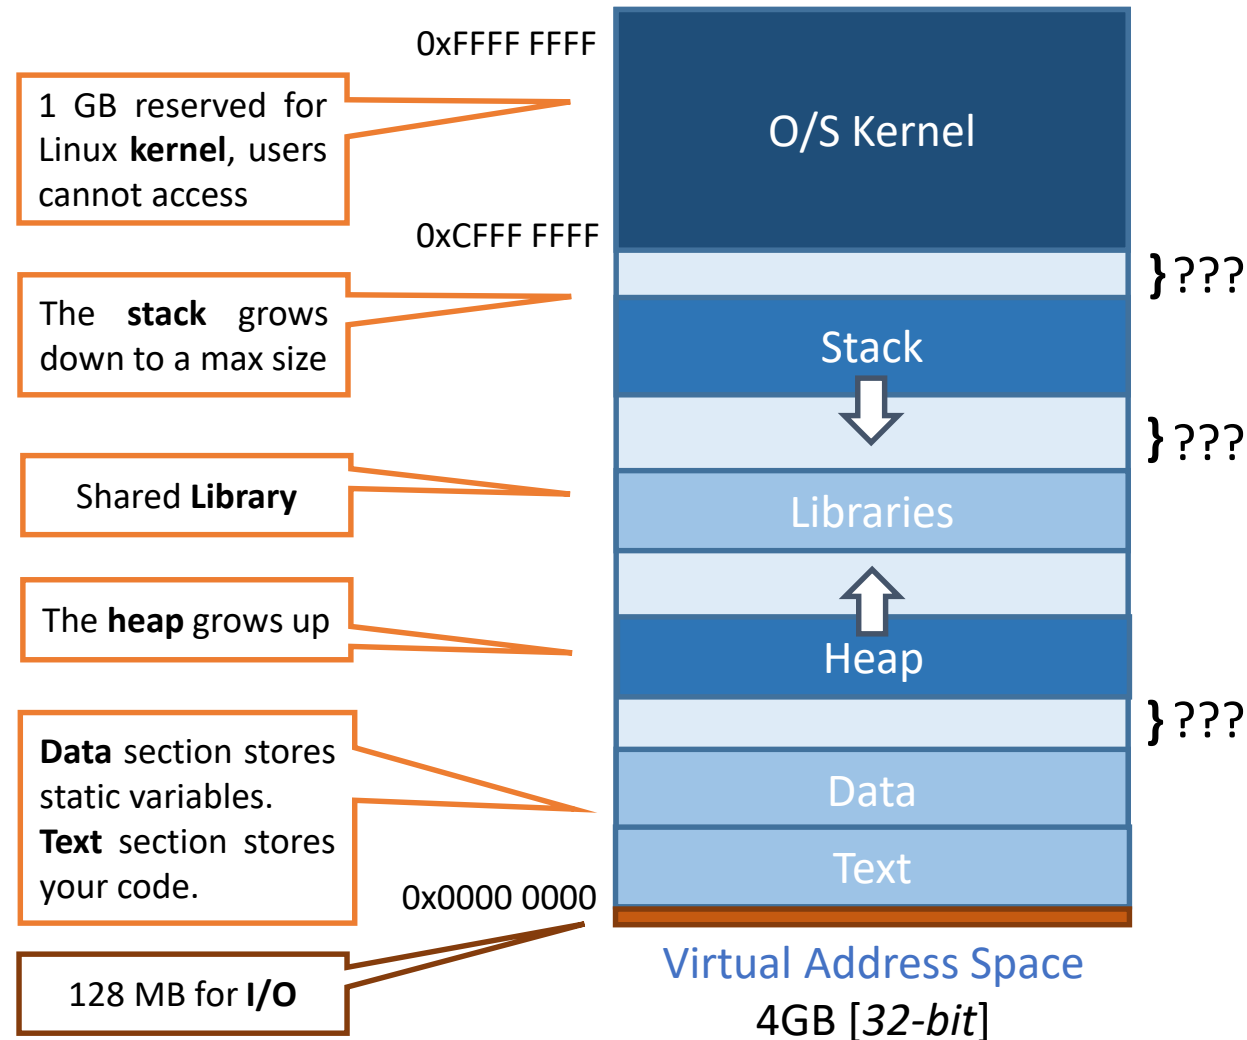 0xFFFF FFFF
1 GB reserved for
Linux kernel, users
cannot access
O/S Kernel
0xCFFF FFFF
}???
The stack grows
down to a max size
Stack
}???
Shared Library
Libraries
The heap grows up
Heap
}???
Data section stores
static variables.
Text section stores
your code.
Data
Text
0x0000 0000
128 MB for I/O
Virtual Address Space
4GB [32-bit]